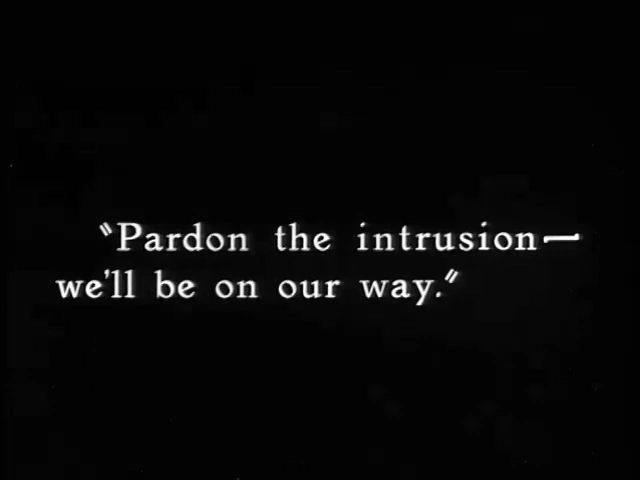 "Pardon the intrusion—
we'll be on our way."